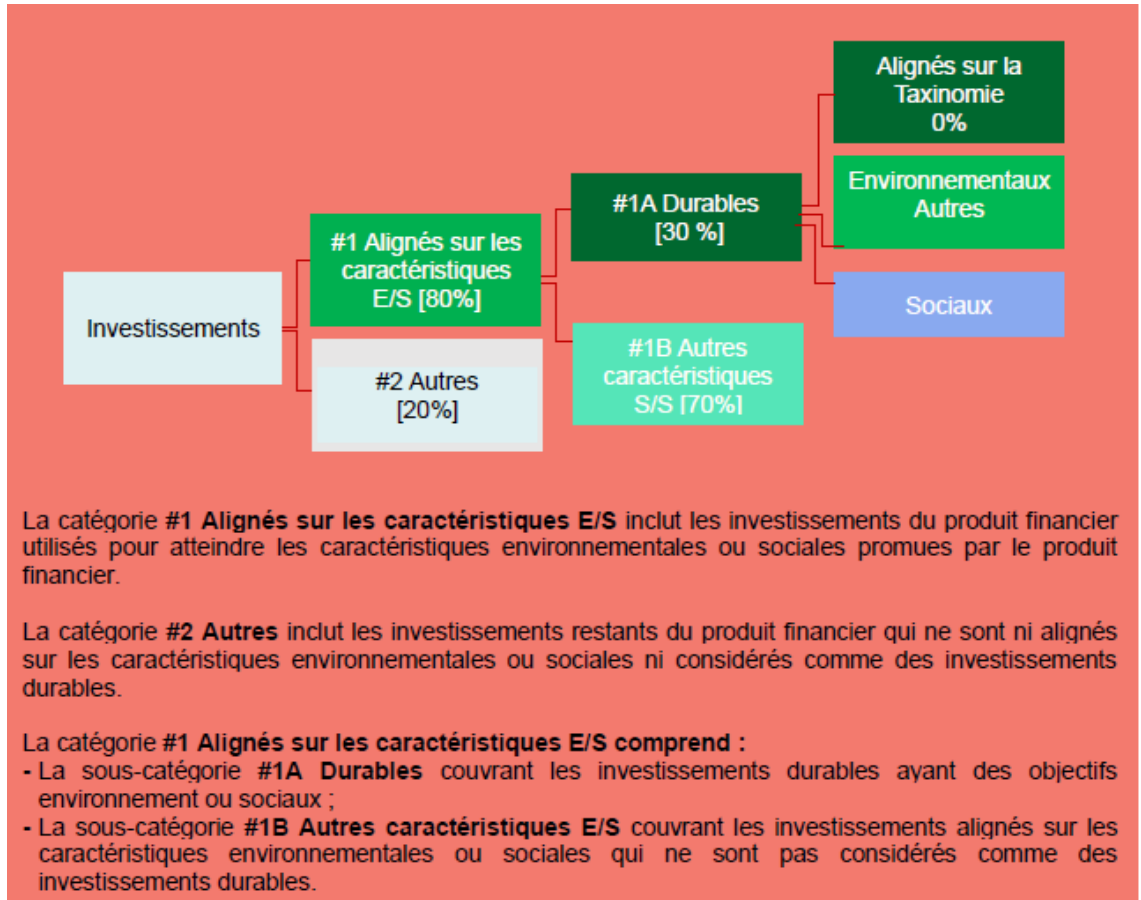 Alignés sur la
Taxinomie
0%
Environnementaux
Autres
#1A Durables
[30 %]
#1 Alignés sur les
caractéristiques
E/S [80%]
Sociaux
Investissements
#1B Autres
caractéristiques
S/S [70%]
#2 Autres
[20%]
La catégorie #1 Alignés sur les caractéristiques E/S inclut les investissements du produit financier
utilisés pour atteindre les caractéristiques environnementales ou sociales promues par le produit
financier.
La catégorie #2 Autres inclut les investissements restants du produit financier qui ne sont ni alignés
sur les caractéristiques environnementales ou sociales ni considérés comme des investissements
durables.
La catégorie #1 Alignés sur les caractéristiques E/S comprend :
- La sous-catégorie #1A Durables couvrant les investissements durables ayant des objectifs
environnement ou sociaux ;
- La sous-catégorie #1B Autres caractéristiques E/S couvrant les investissements alignés sur les
caractéristiques environnementales ou sociales qui ne sont pas considérés comme des
investissements durables.